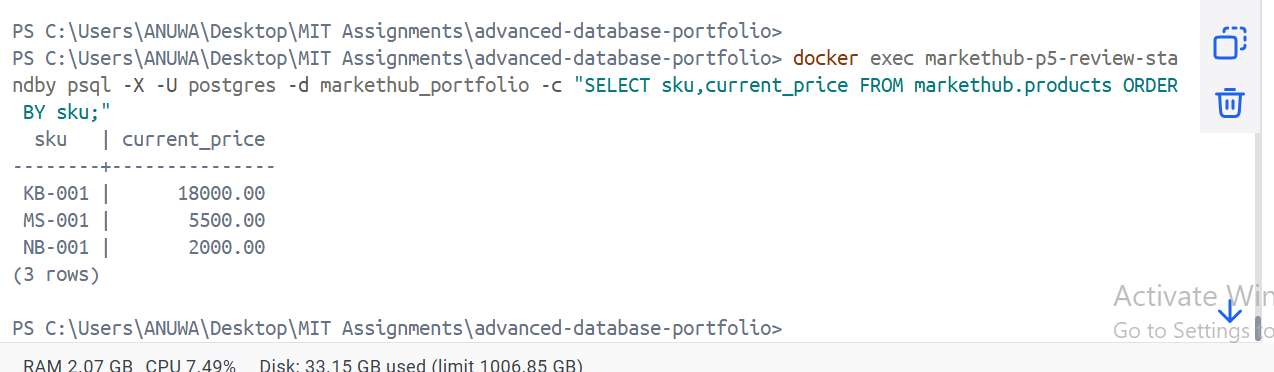 PS C:\Users\ANUWA\Desktop\MIT Assignments\advanced-database-portfolio>
PS C:\Users\ANUWA\Desktop\MIT Assignments\advanced-database-portfolio> docker exec markethub-p5-review-sta
ndby psql -X -U postgres -d markethub_portfolio -c "SELECT sku,current_price FROM markethub.products ORDER
 BY sku;"
  sku   | current_price
--------+---------------
 KB-001 |      18000.00
 MS-001 |       5500.00
 NB-001 |       2000.00
(3 rows)
PS C:\Users\ANUWA\Desktop\MIT Assignments\advanced-database-portfolio>
Activate Win
Go to Settings to
RAM 2.07 GB CPU 7.49% Disk: 33.15 GB used (limit 1006.85 GB)